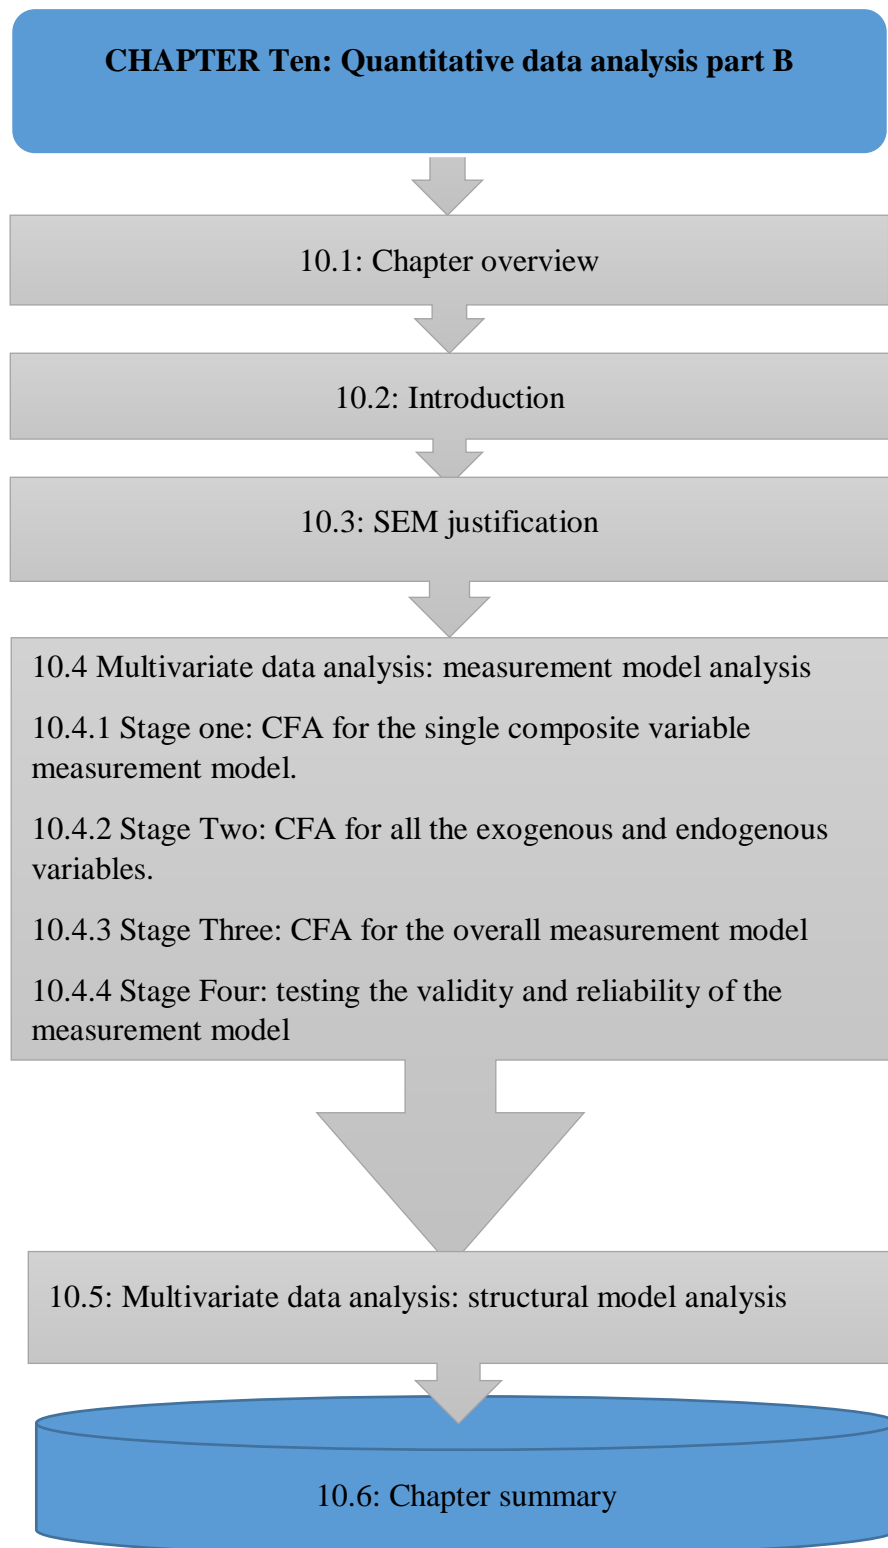 CHAPTER Ten: Quantitative data analysis part B
10.1: Chapter overview
10.2: Introduction
10.3: SEM justification
10.4 Multivariate data analysis: measurement model analysis
10.4.1 Stage one: CFA for the single composite variable
measurement model.
10.4.2 Stage Two: CFA for all the exogenous and endogenous
variables.
10.4.3 Stage Three: CFA for the overall measurement model
10.4.4 Stage Four: testing the validity and reliability of the
measurement model
10.5: Multivariate data analysis: structural model analysis
10.6: Chapter summary